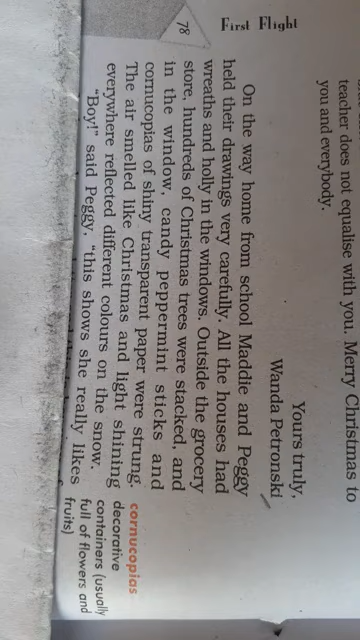 teacher does not equalise with you. Merry Christmas to
you and everybody.
Yours truly,
Wanda Petronski
On the way home from school Maddie and Peggy
held their drawings very carefully. All the houses had
wreaths and holly in the windows. Outside the grocery
store, hundreds of Christmas trees were stacked, and
in the window, candy peppermint sticks and
cornucopias of shiny transparent paper were strung.
The air smelled like Christmas and light shining
everywhere reflected different colours on the snow.
"Boy!" said Peggy, "this shows she really likes
cornucopias
decorative
containers (usually
full of flowers and
fruits)
78
First Flight